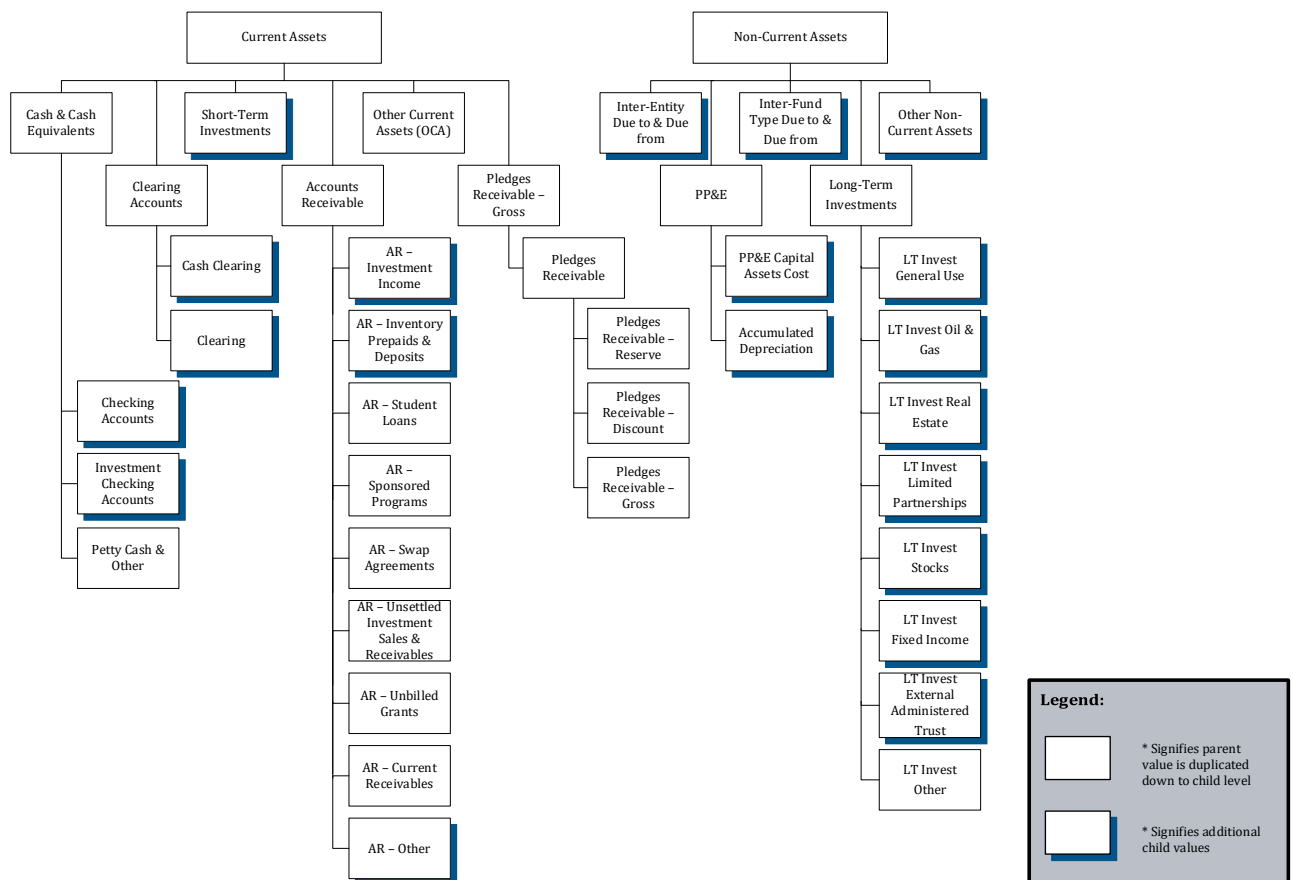 Current Assets
Non-Current Assets
Cash & Cash
Equivalents
Short-Term
Investments
Other Current
Assets (OCA)
Inter-Entity
Due to & Due
from
Inter-Fund
Type Due to &
Due from
Other Non-
Current Assets
Clearing
Accounts
Accounts
Receivable
Pledges
Receivable –
Gross
PP&E
Long-Term
Investments
Cash Clearing
AR –
Investment
Income
Pledges
Receivable
PP&E Capital
Assets Cost
LT Invest
General Use
Clearing
AR – Inventory
Prepaids &
Deposits
Pledges
Receivable –
Reserve
Accumulated
Depreciation
LT Invest Oil &
Gas
Checking
Accounts
AR – Student
Loans
Pledges
Receivable –
Discount
LT Invest Real
Estate
Investment
Checking
Accounts
AR –
Sponsored
Programs
Pledges
Receivable –
Gross
LT Invest
Limited
Partnerships
Petty Cash &
Other
AR – Swap
Agreements
LT Invest
Stocks
AR – Unsettled
Investment
Sales &
Receivables
LT Invest
Fixed Income
AR – Unbilled
Grants
LT Invest
External
Administered
Trust
AR – Current
Receivables
LT Invest
Other
AR – Other
Legend:
* Signifies parent
value is duplicated
down to child level
* Signifies additional
child values